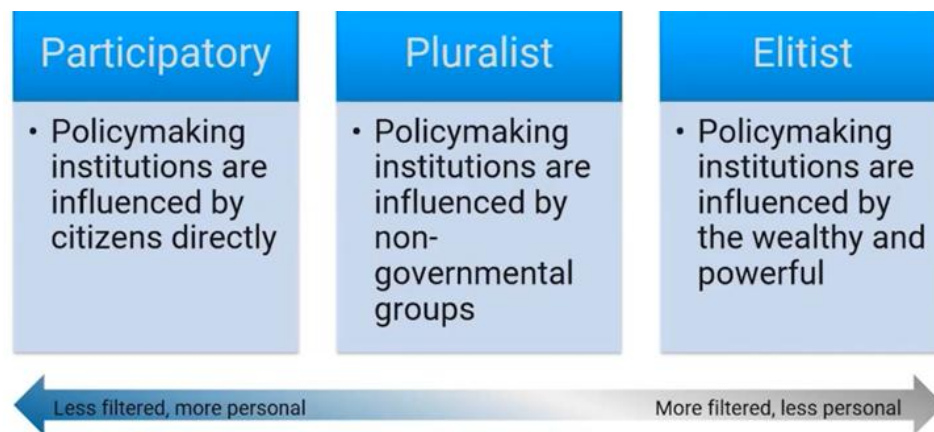 Participatory
• Policymaking
institutions are
influenced by
citizens directly
Pluralist
• Policymaking
institutions are
influenced by
non-
governmental
groups
Elitist
• Policymaking
institutions are
influenced by
the wealthy and
powerful
Less filtered, more personal
More filtered, less personal